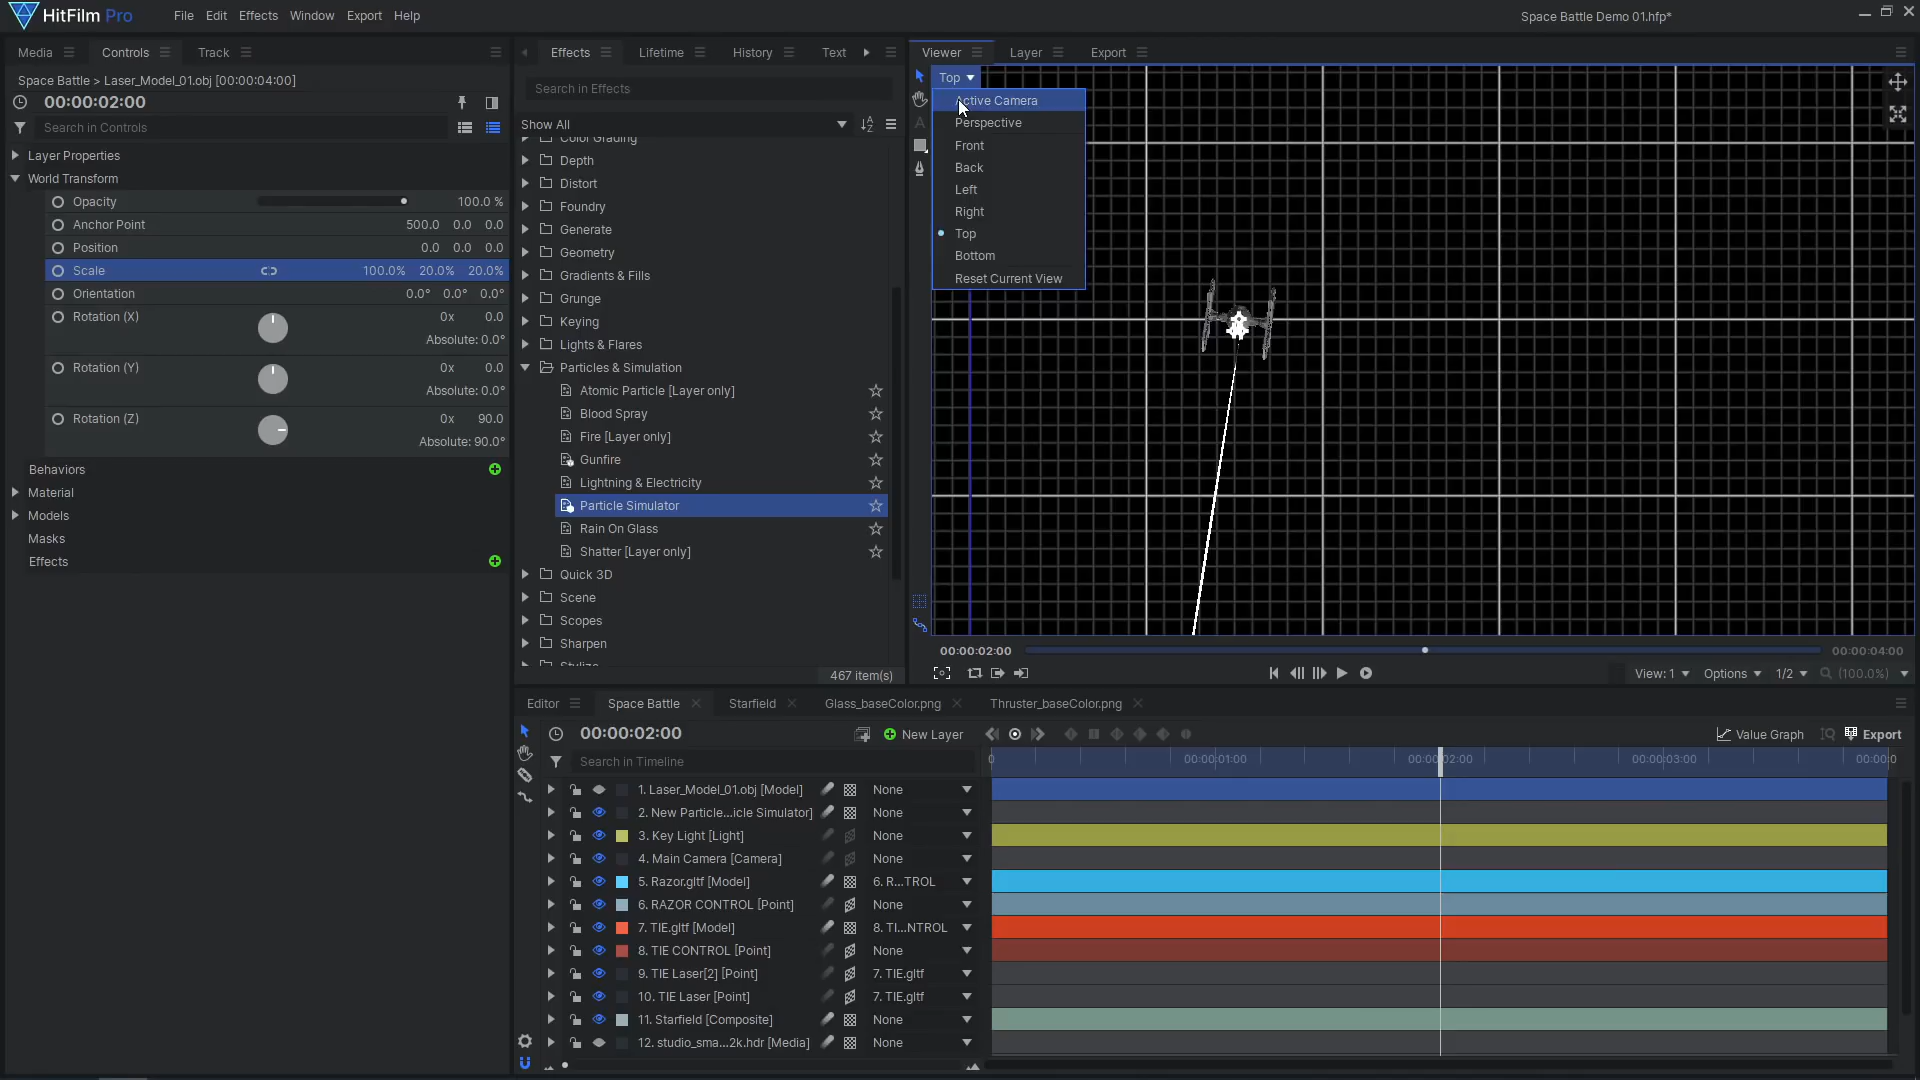 HitFilm Pro
File Edit Effects Window Export Help
Space Battle Demo 01.hfp*
Media Controls Track
Space Battle > Laser_Model_01.obj [00:00:04:00]
00:00:02:00
Search in Controls
Layer Properties
World Transform
Opacity 100.0 %
Anchor Point 500.0 0.0 0.0
Position 0.0 0.0 0.0
Scale 100.0% 20.0% 20.0%
Orientation 0.0° 0.0° 0.0°
Rotation (X) 0x 0.0
Absolute: 0.0°
Rotation (Y) 0x 0.0
Absolute: 0.0°
Rotation (Z) 0x 90.0
Absolute: 90.0°
Behaviors
Material
Models
Masks
Effects
Effects Lifetime History Text
Search in Effects
Show All
Color Grading
Depth
Distort
Foundry
Generate
Geometry
Gradients & Fills
Grunge
Keying
Lights & Flares
Particles & Simulation
Atomic Particle [Layer only]
Blood Spray
Fire [Layer only]
Gunfire
Lightning & Electricity
Particle Simulator
Rain On Glass
Shatter [Layer only]
Quick 3D
Scene
Scopes
Sharpen
Stylize
467 item(s)
Viewer Layer Export
Top
Active Camera
Perspective
Front
Back
Left
Right
Top
Bottom
Reset Current View
00:00:02:00 00:00:04:00
View: 1 Options 1/2 (100.0%)
Editor Space Battle Starfield Glass_baseColor.png Thruster_baseColor.png
00:00:02:00 New Layer Value Graph Export
Search in Timeline
0 00:00:01:00 00:00:02:00 00:00:03:00 00:00:0
1. Laser_Model_01.obj [Model] None
2. New Particle...icle Simulator] None
3. Key Light [Light] None
4. Main Camera [Camera] None
5. Razor.gltf [Model] 6. R...TROL
6. RAZOR CONTROL [Point] None
7. TIE.gltf [Model] 8. TI...NTROL
8. TIE CONTROL [Point] None
9. TIE Laser[2] [Point] 7. TIE.gltf
10. TIE Laser [Point] 7. TIE.gltf
11. Starfield [Composite] None
12. studio_sma...2k.hdr [Media] None